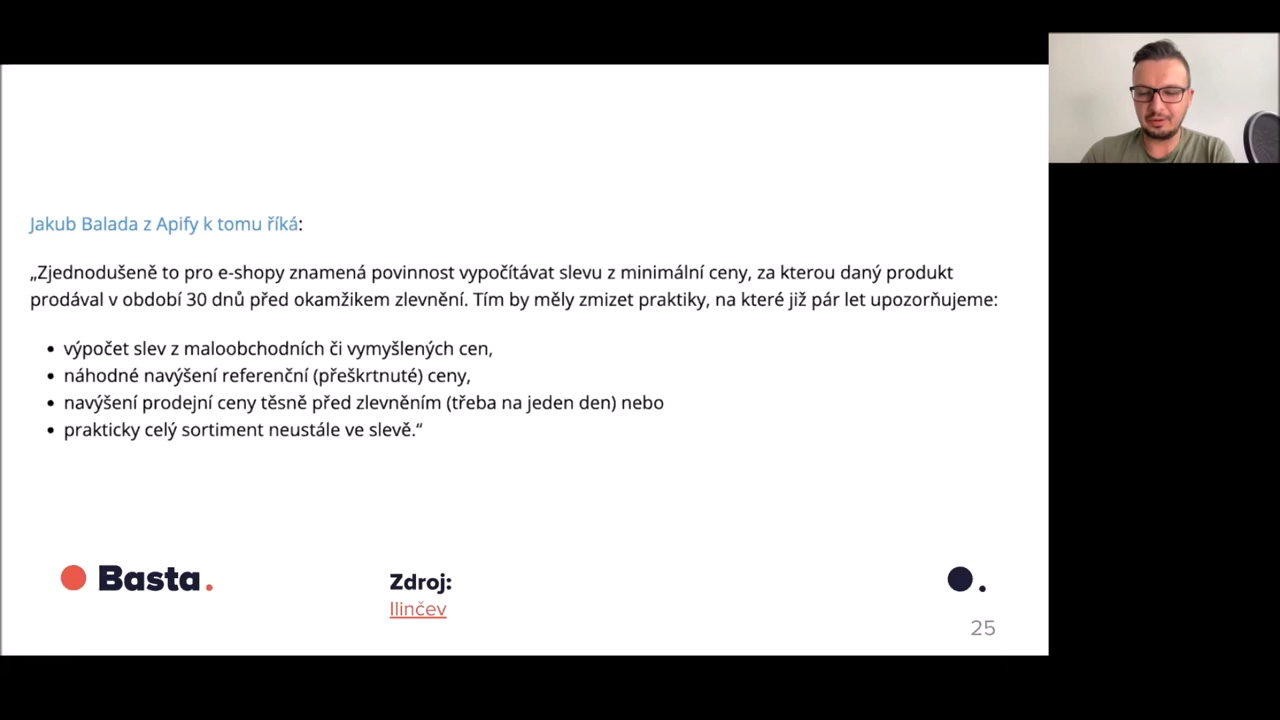 Jakub Balada z Apify k tomu říká:
„Zjednodušeně to pro e-shopy znamená povinnost vypočítávat slevu z minimální ceny, za kterou daný produkt
prodával v období 30 dnů před okamžikem zlevnění. Tím by měly zmizet praktiky, na které již pár let upozorňujeme:
• výpočet slev z maloobchodních či vymyšlených cen,
• náhodné navýšení referenční (přeškrtnuté) ceny,
• navýšení prodejní ceny těsně před zlevněním (třeba na jeden den) nebo
• prakticky celý sortiment neustále ve slevě.“
Basta.
Zdroj:
Ilinčev
25